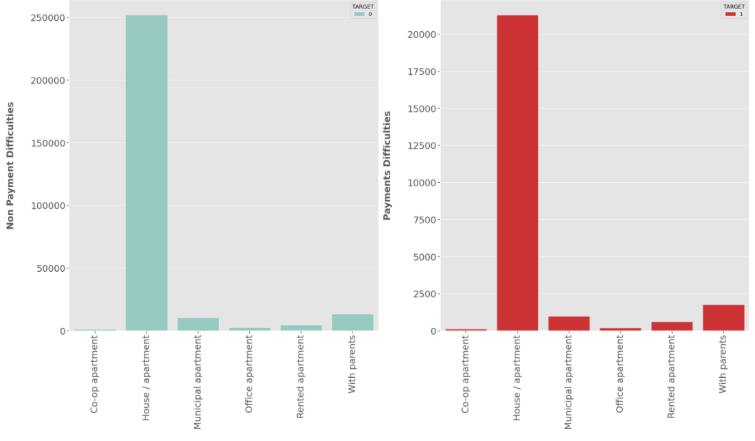 TARGET
0
250000
200000
150000
100000
50000
0
Non Payment Difficulties
Co-op apartment
House / apartment
Municipal apartment
Office apartment
Rented apartment
With parents
TARGET
1
20000
17500
15000
12500
10000
7500
5000
2500
0
Payments Difficulties
Co-op apartment
House / apartment
Municipal apartment
Office apartment
Rented apartment
With parents